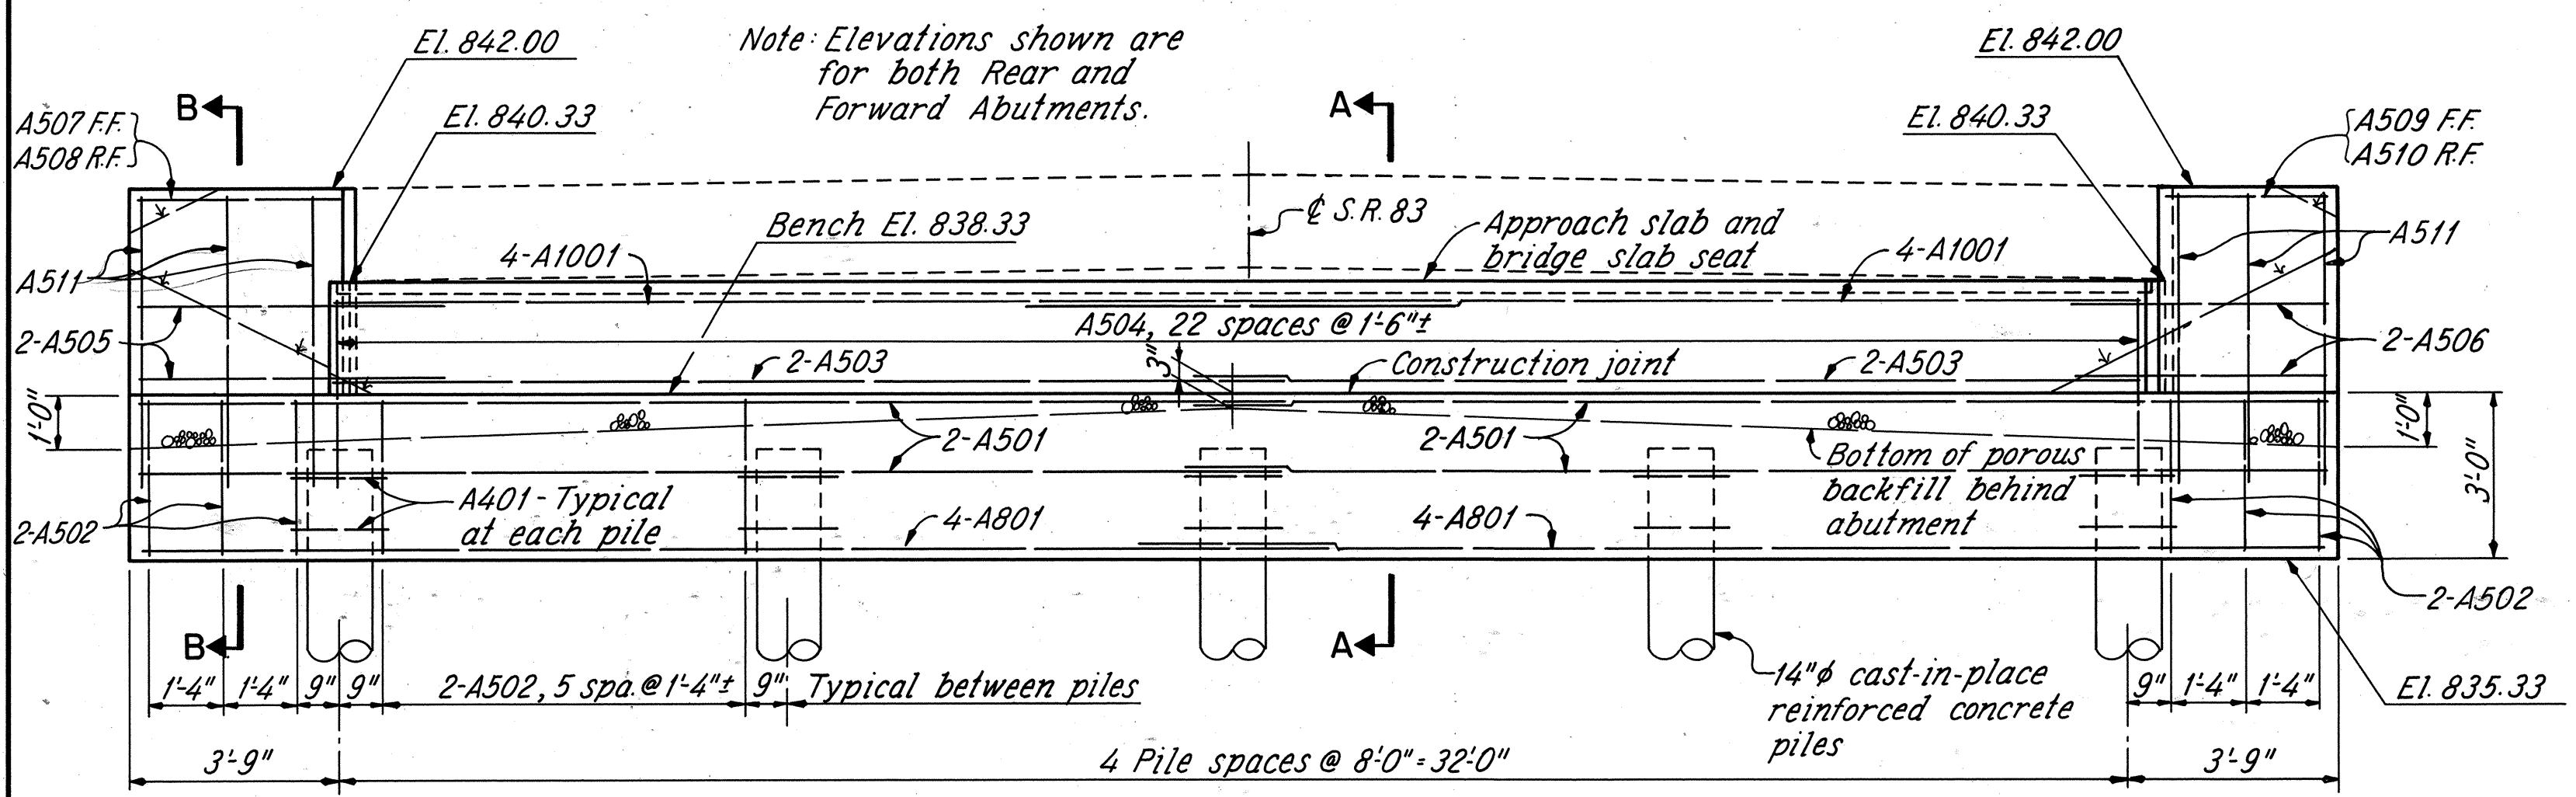 El. 842.00
Note: Elevations shown are
for both Rear and
Forward Abutments.
El. 842.00
B
A507 F.F.
A508 R.F.
El. 840.33
A
El. 840.33
A509 F.F.
A510 R.F.
Bench El. 838.33
℄ S.R. 83
Approach slab and
bridge slab seat
4-A1001
4-A1001
A511
A511
A504, 22 spaces @ 1'-6"±
2-A505
2-A503
3"
Construction joint
2-A503
2-A506
1'-0"
2-A501
2-A501
1'-0"
3'-0"
Bottom of porous
backfill behind
abutment
A401-Typical
at each pile
2-A502
4-A801
4-A801
2-A502
B
A
1'-4"
1'-4"
9"
9"
2-A502, 5 spa. @ 1'-4"±
9"
Typical between piles
14"φ cast-in-place
reinforced concrete
piles
9"
1'-4"
1'-4"
El. 835.33
3'-9"
4 Pile spaces @ 8'-0" = 32'-0"
3'-9"